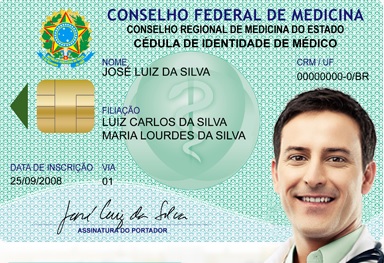 CONSELHO FEDERAL DE MEDICINA
CONSELHO REGIONAL DE MEDICINA DO ESTADO
CÉDULA DE IDENTIDADE DE MÉDICO
NOME
JOSÉ LUIZ DA SILVA
CRM / UF
00000000-0/BR
FILIAÇÃO
LUIZ CARLOS DA SILVA
MARIA LOURDES DA SILVA
DATA DE INSCRIÇÃO VIA
25/09/2008 01
José Luiz da Silva
ASSINATURA DO PORTADOR